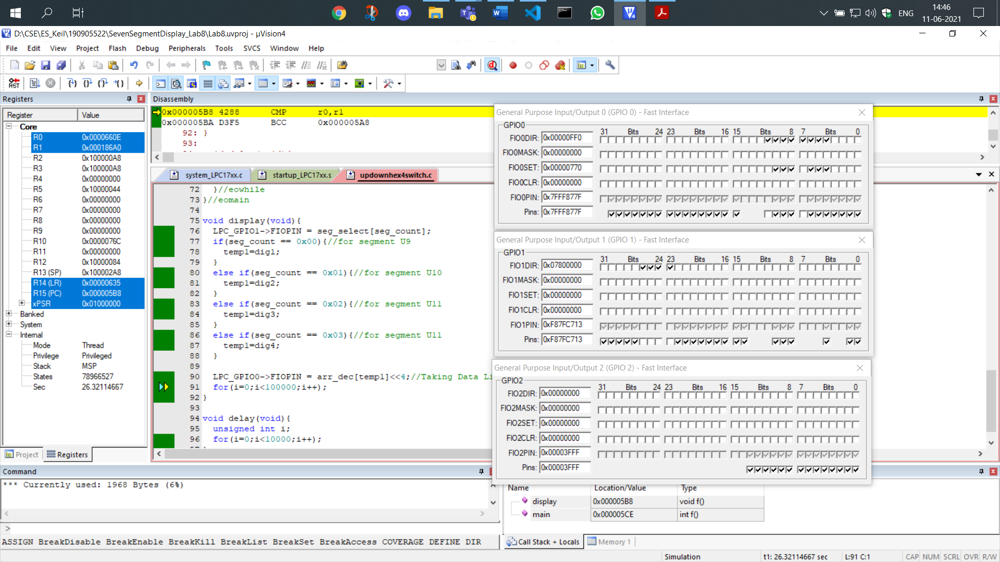 ENG
14:46
11-06-2021
D:\CSE\ES_Keil\190905522\SevenSegmentDisplay_Lab8\Lab8.uvproj - µVision4
File Edit View Project Flash Debug Peripherals Tools SVCS Window Help
Registers
Register Value
Core
R0 0x0000660E
R1 0x000186A0
R2 0x100000A8
R3 0x100000A8
R4 0x00000000
R5 0x10000044
R6 0x00000000
R7 0x00000000
R8 0x00000000
R9 0x00000000
R10 0x0000076C
R11 0x00000000
R12 0x10000084
R13 (SP) 0x100002A8
R14 (LR) 0x00000635
R15 (PC) 0x000005B8
xPSR 0x01000000
Banked
System
Internal
Mode Thread
Privilege Privileged
Stack MSP
States 78966527
Sec 26.32114667
Project Registers
Disassembly
0x000005B8 4288 CMP r0,r1
0x000005BA D3F5 BCC 0x000005A8
92: }
93:
system_LPC17xx.c startup_LPC17xx.s updownhex4switch.c
72 }//eowhile
73 }//eomain
74
75 void display(void){
76 LPC_GPIO1->FIOPIN = seg_select[seg_count];
77 if(seg_count == 0x00){//for segment U9
78 temp1=dig1;
79 }
80 else if(seg_count == 0x01){//for segment U10
81 temp1=dig2;
82 }
83 else if(seg_count == 0x02){//for segment U11
84 temp1=dig3;
85 }
86 else if(seg_count == 0x03){//for segment U11
87 temp1=dig4;
88 }
89
90 LPC_GPIO0->FIOPIN = arr_dec[temp1]<<4;//Taking Data Li
91 for(i=0;i<100000;i++);
92 }
93
94 void delay(void){
95 unsigned int i;
96 for(i=0;i<10000;i++);
General Purpose Input/Output 0 (GPIO 0) - Fast Interface
GPIO0
31 Bits 24 23 Bits 16 15 Bits 8 7 Bits 0
FIO0DIR: 0x00000FF0
FIO0MASK: 0x00000000
FIO0SET: 0x00000770
FIO0CLR: 0x00000000
FIO0PIN: 0x7FFF877F
Pins: 0x7FFF877F
General Purpose Input/Output 1 (GPIO 1) - Fast Interface
GPIO1
31 Bits 24 23 Bits 16 15 Bits 8 7 Bits 0
FIO1DIR: 0x07800000
FIO1MASK: 0x00000000
FIO1SET: 0x00000000
FIO1CLR: 0x00000000
FIO1PIN: 0xF87FC713
Pins: 0xF87FC713
General Purpose Input/Output 2 (GPIO 2) - Fast Interface
GPIO2
31 Bits 24 23 Bits 16 15 Bits 8 7 Bits 0
FIO2DIR: 0x00000000
FIO2MASK: 0x00000000
FIO2SET: 0x00000000
FIO2CLR: 0x00000000
FIO2PIN: 0x00003FFF
Pins: 0x00003FFF
Command
*** Currently used: 1968 Bytes (6%)
>
ASSIGN BreakDisable BreakEnable BreakKill BreakList BreakSet BreakAccess COVERAGE DEFINE DIR
Name Location/Value Type
display 0x000005B8 void f()
main 0x000005CE int f()
Call Stack + Locals Memory 1
Simulation t1: 26.32114667 sec L:91 C:1 CAP NUM SCRL OVR R/W